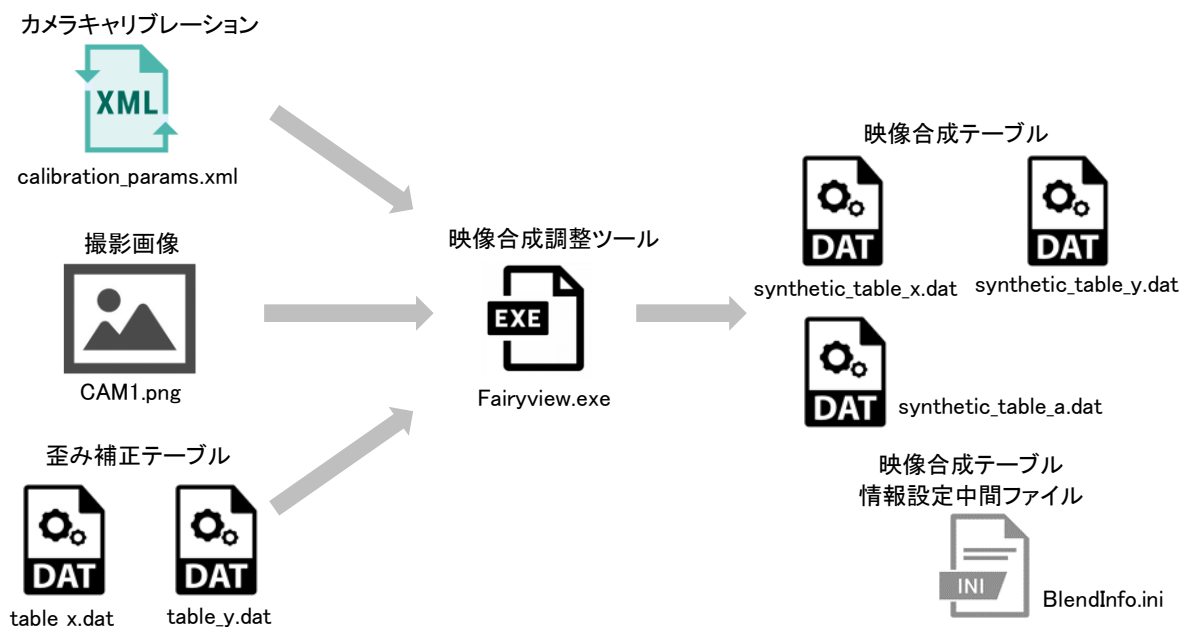 カメラキャリブレーション
XML
calibration_params.xml
撮影画像
CAM1.png
歪み補正テーブル
DAT
DAT
table_x.dat
table_y.dat
映像合成調整ツール
EXE
Fairyview.exe
映像合成テーブル
DAT
DAT
synthetic_table_x.dat
synthetic_table_y.dat
DAT
synthetic_table_a.dat
映像合成テーブル
情報設定中間ファイル
INI
BlendInfo.ini